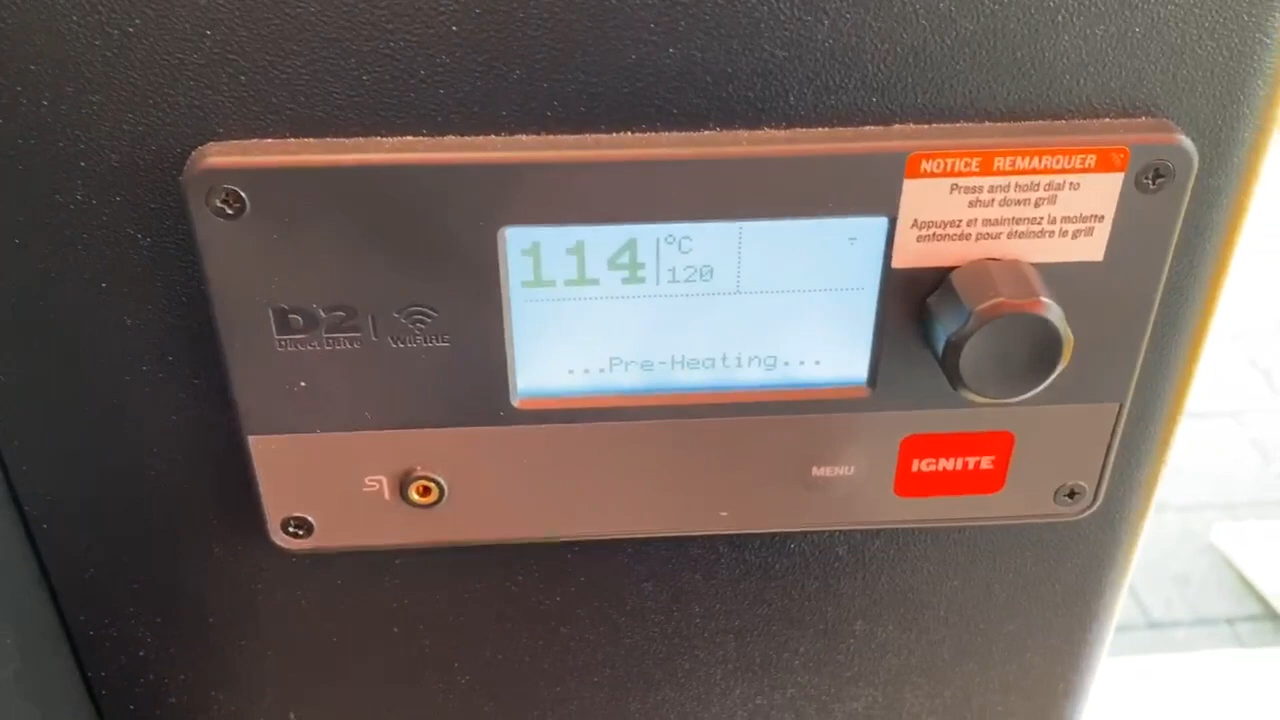 NOTICE REMARQUER
Press and hold dial to
shut down grill
Appuyez et maintenez la molette
enfoncée pour éteindre le grill
114 °C
120
...Pre-Heating...
D2
Direct Drive
WiFIRE
MENU
IGNITE